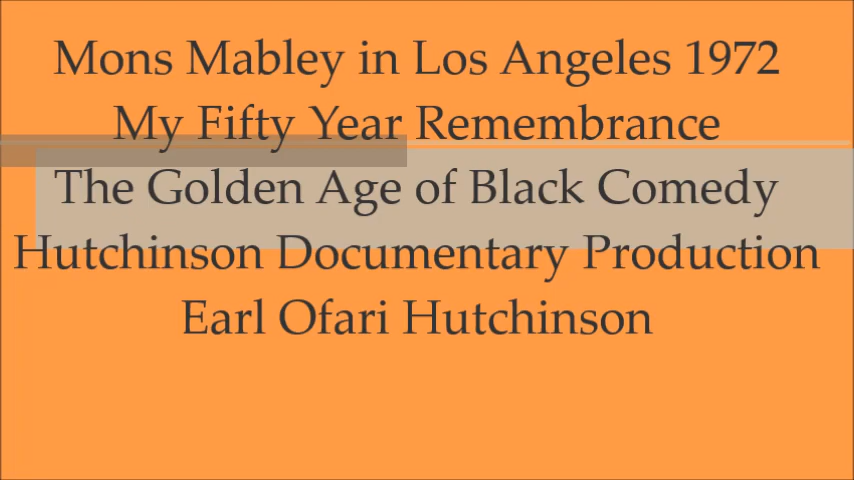 Mons Mabley in Los Angeles 1972
My Fifty Year Remembrance
The Golden Age of Black Comedy
Hutchinson Documentary Production
Earl Ofari Hutchinson